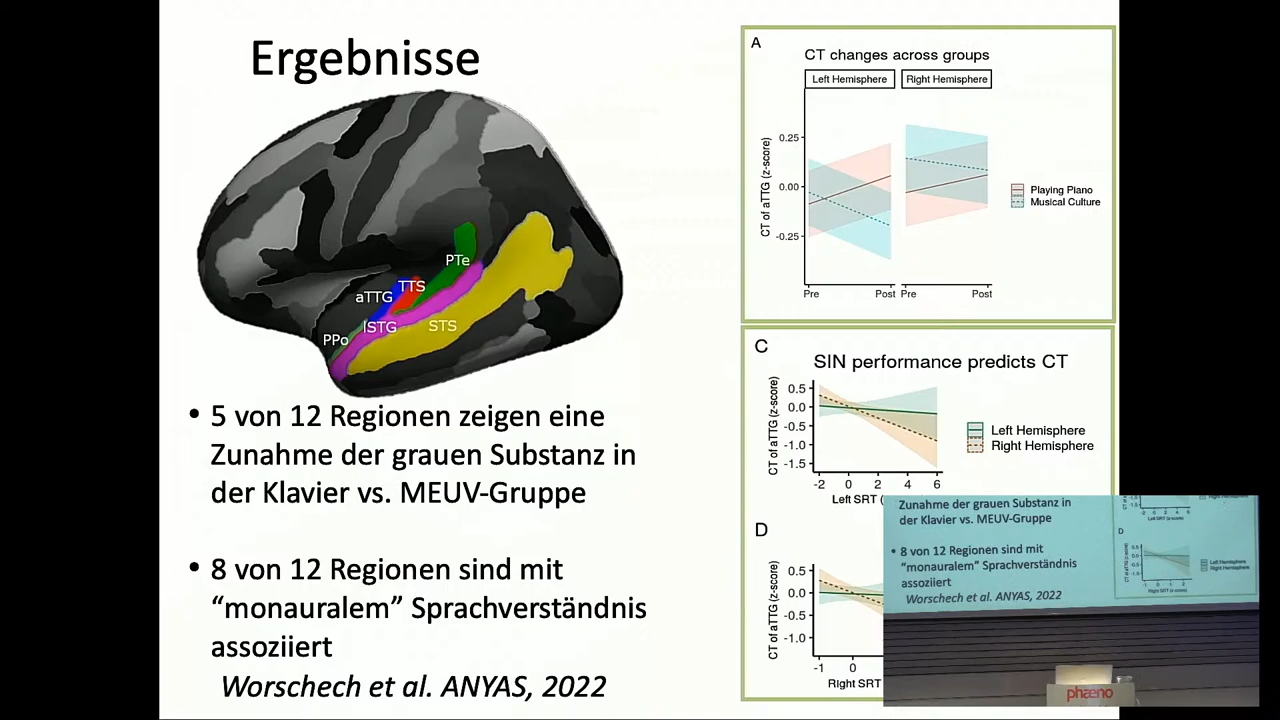 Ergebnisse
PTe
TTS
aTTG
lSTG
STS
PPo
• 5 von 12 Regionen zeigen eine
Zunahme der grauen Substanz in
der Klavier vs. MEUV-Gruppe
• 8 von 12 Regionen sind mit
“monauralem” Sprachverständnis
assoziiert
Worschech et al. ANYAS, 2022
A
CT changes across groups
Left Hemisphere Right Hemisphere
CT of aTTG (z-score)
0.25
0.00
-0.25
Pre Post Pre Post
Playing Piano
Musical Culture
C
SIN performance predicts CT
CT of aTTG (z-score)
0.5
0.0
-0.5
-1.0
-1.5
-2 0 2 4 6
Left SRT (
Left Hemisphere
Right Hemisphere
D
CT of aTTG (z-score)
0.5
0.0
-0.5
-1.0
-1 0
Right SRT
Zunahme der grauen Substanz in
der Klavier vs. MEUV-Gruppe
• 8 von 12 Regionen sind mit
“monauralem” Sprachverständnis
assoziiert
Worschech et al. ANYAS, 2022
D
Left Hemisphere
Right Hemisphere
phæno